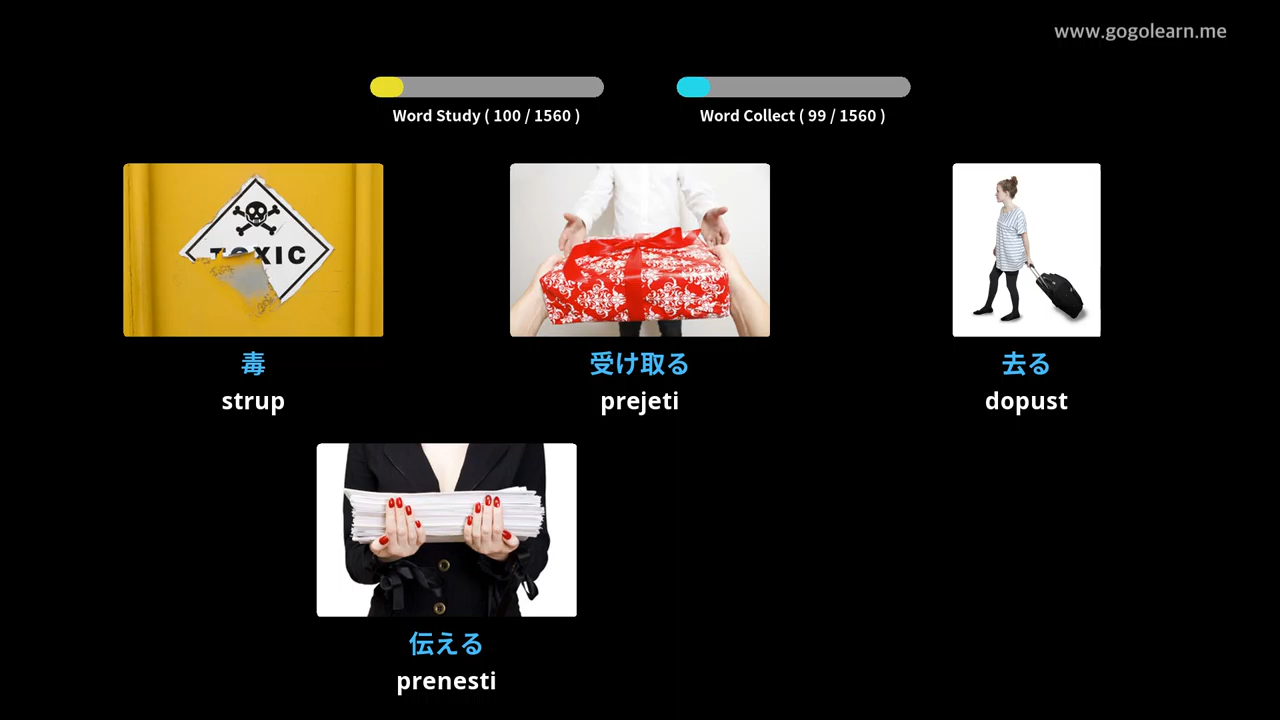 www.gogolearn.me
Word Study ( 100 / 1560 )
Word Collect ( 99 / 1560 )
TOXIC
毒
strup
受け取る
prejeti
去る
dopust
伝える
prenesti